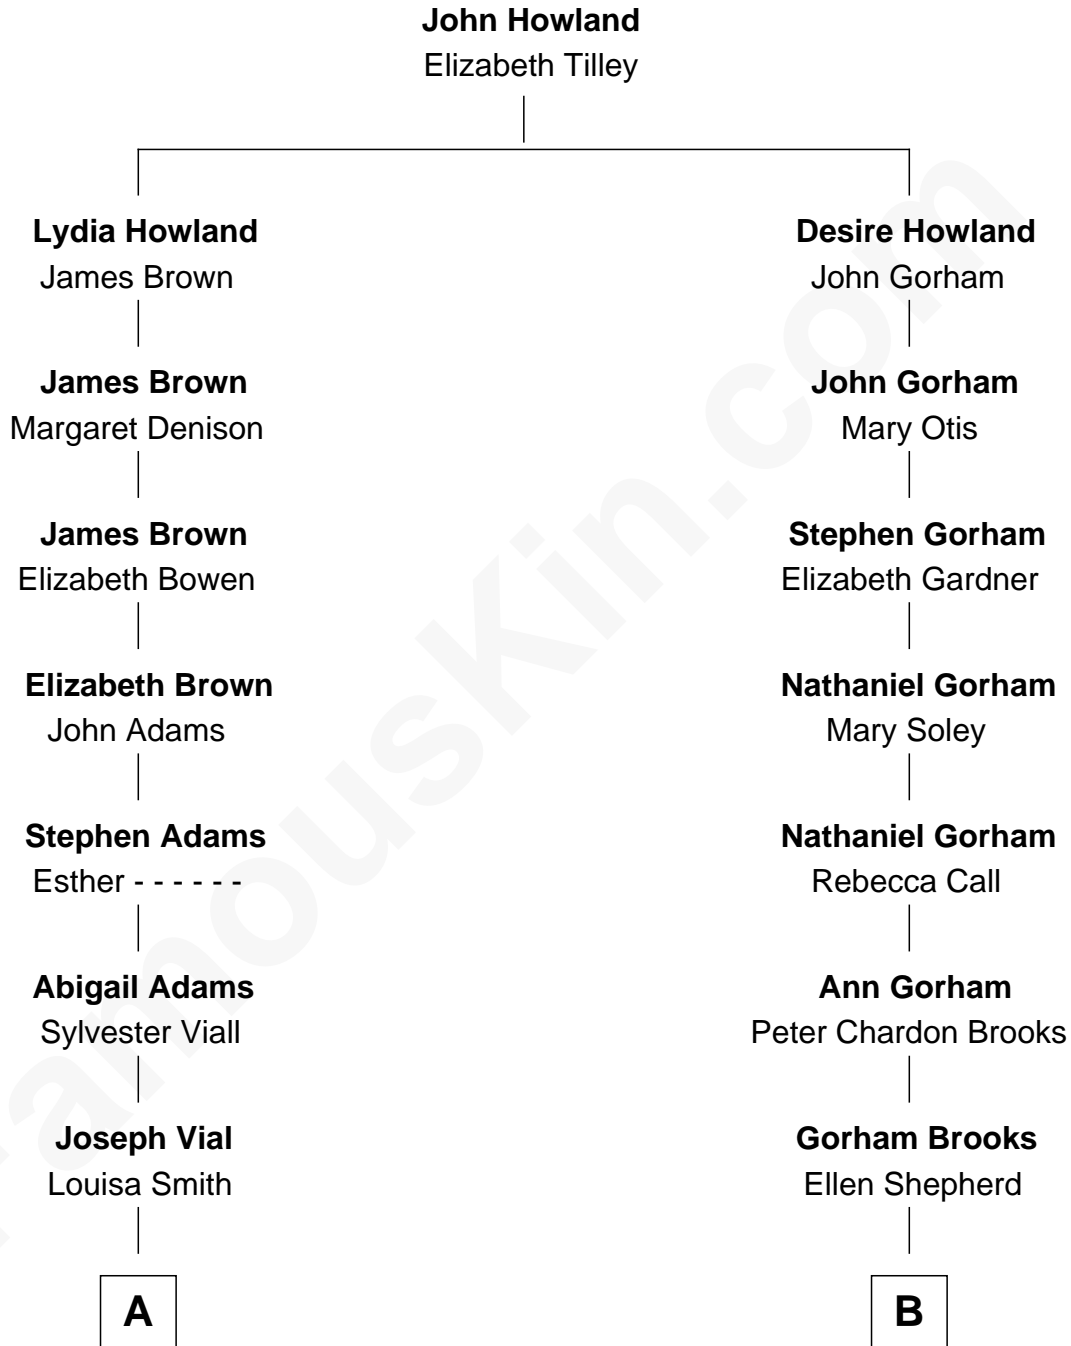 John Howland
Elizabeth Tilley
Lydia Howland
James Brown
Desire Howland
John Gorham
James Brown
Margaret Denison
John Gorham
Mary Otis
James Brown
Elizabeth Bowen
Stephen Gorham
Elizabeth Gardner
Elizabeth Brown
John Adams
Nathaniel Gorham
Mary Soley
Stephen Adams
Esther - - - - - -
Nathaniel Gorham
Rebecca Call
Abigail Adams
Sylvester Viall
Ann Gorham
Peter Chardon Brooks
Joseph Vial
Louisa Smith
Gorham Brooks
Ellen Shepherd
A
B
FamousKin.com